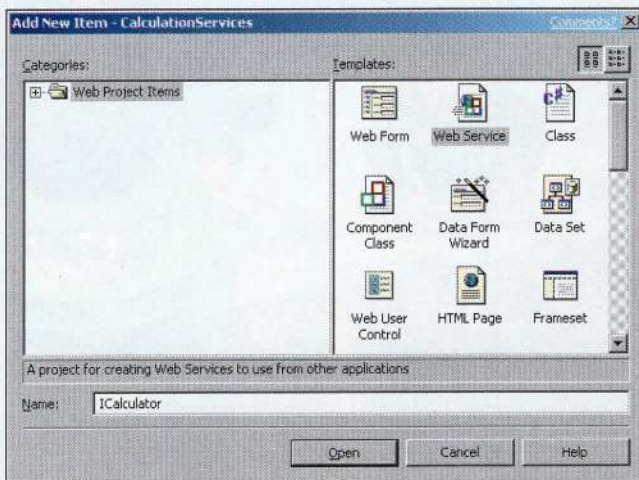 Add New Item - CalculationServices
Comments?
Categories:
Templates:
Web Project Items
Web Form
Web Service
C#
Class
Component
Class
Data Form
Wizard
Data Set
Web User
Control
HTML Page
Frameset
A project for creating Web Services to use from other applications
Name:
ICalculator
Open
Cancel
Help